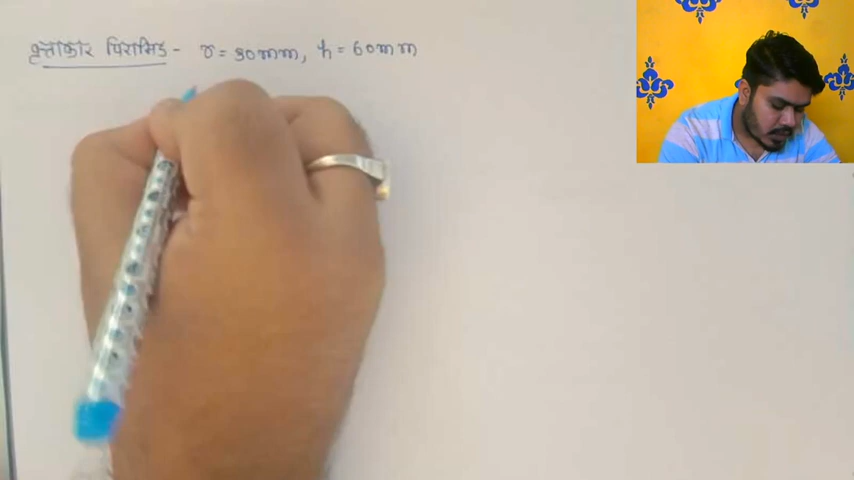 वृत्ताकार पिरामिड - r = 30mm, h = 60mm